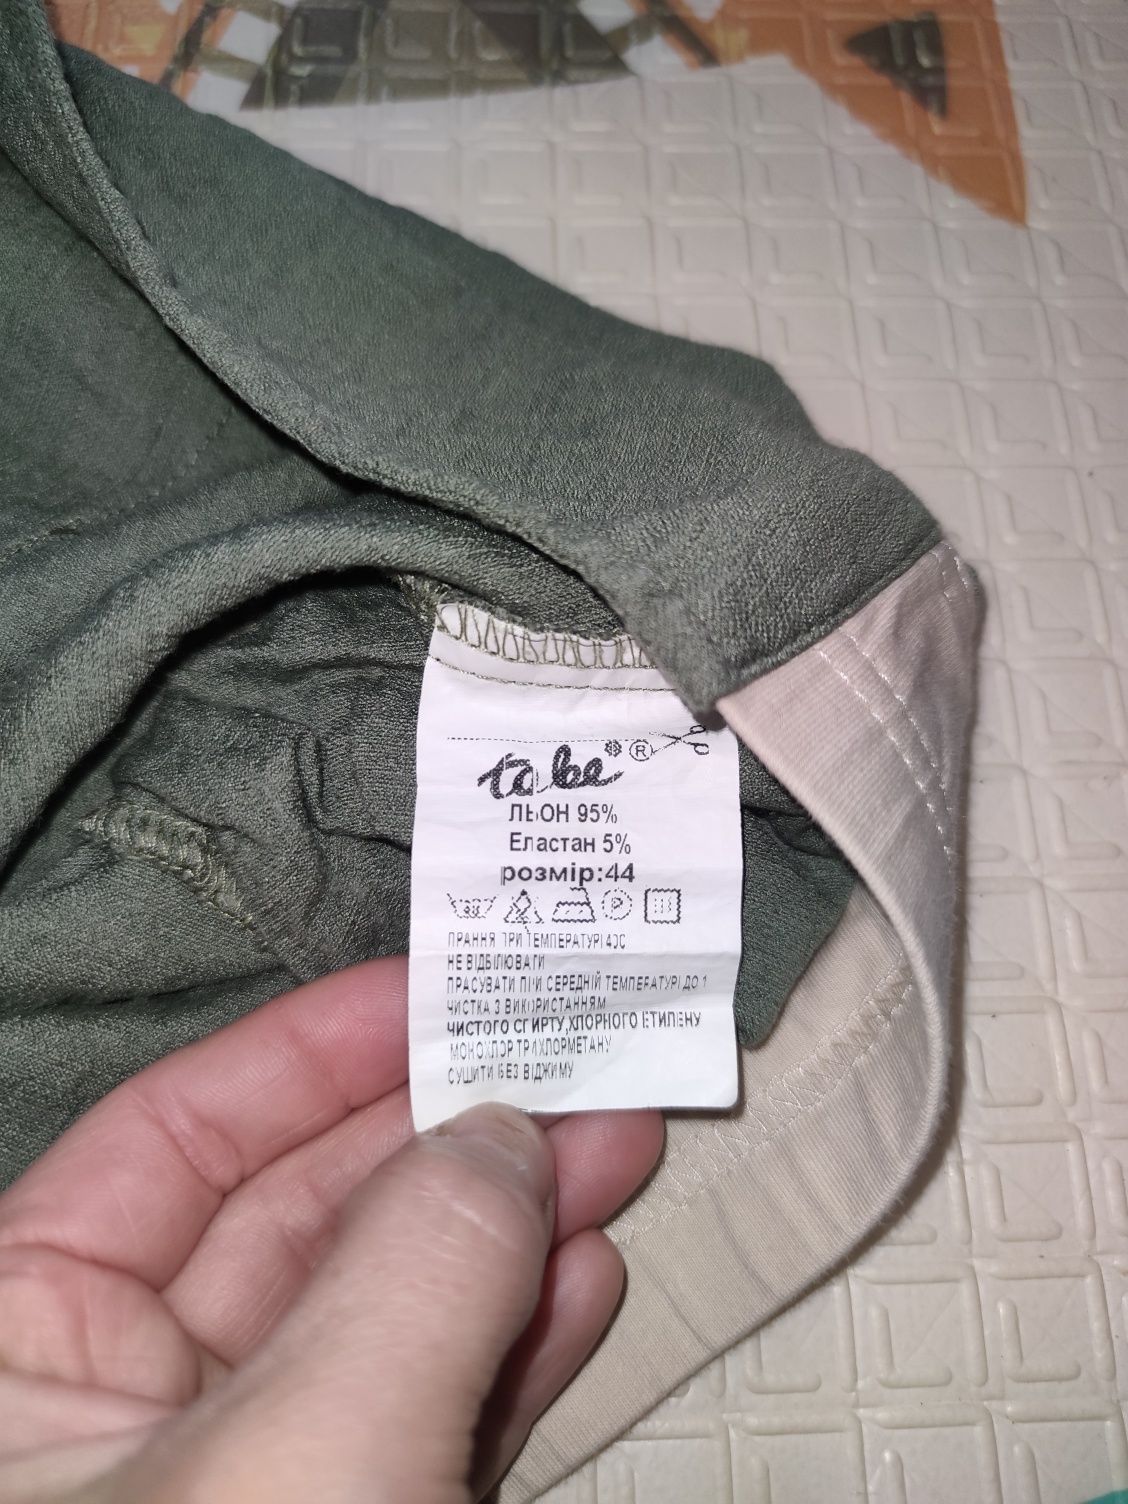 ta be ®
ЛЬОН 95%
Еластан 5%
розмір:44
P
ПРАННЯ ПРИ ТЕМПЕРАТУРІ 40С
НЕ ВІДБІЛЮВАТИ
ПРАСУВАТИ ПРИ СЕРЕДНІЙ ТЕМПЕРАТУРІ ДО 1
ЧИСТКА З ВИКОРИСТАННЯМ
ЧИСТОГО СПИРТУ,ХЛОРНОГО ЕТИЛЕНУ
МОНОХЛОР ТРИХЛОРМЕТАНУ
СУШИТИ БЕЗ ВІДЖИМУ